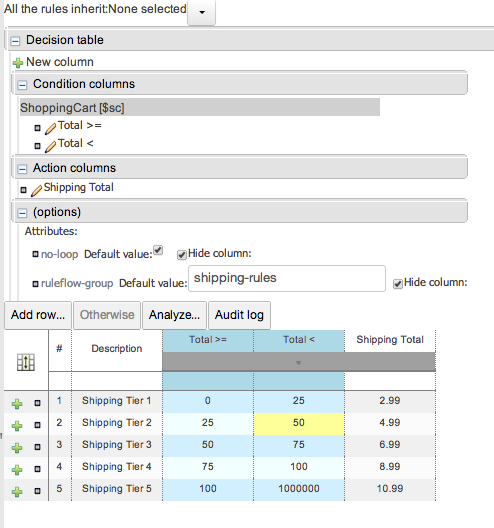 All the rules inherit:None selected
Decision table
New column
Condition columns
ShoppingCart [$sc]
Total >=
Total <
Action columns
Shipping Total
(options)
Attributes:
no-loop Default value: Hide column:
ruleflow-group Default value: shipping-rules Hide column:
Add row... Otherwise Analyze... Audit log
# Description Total >= Total < Shipping Total
1 Shipping Tier 1 0 25 2.99
2 Shipping Tier 2 25 50 4.99
3 Shipping Tier 3 50 75 6.99
4 Shipping Tier 4 75 100 8.99
5 Shipping Tier 5 100 1000000 10.99